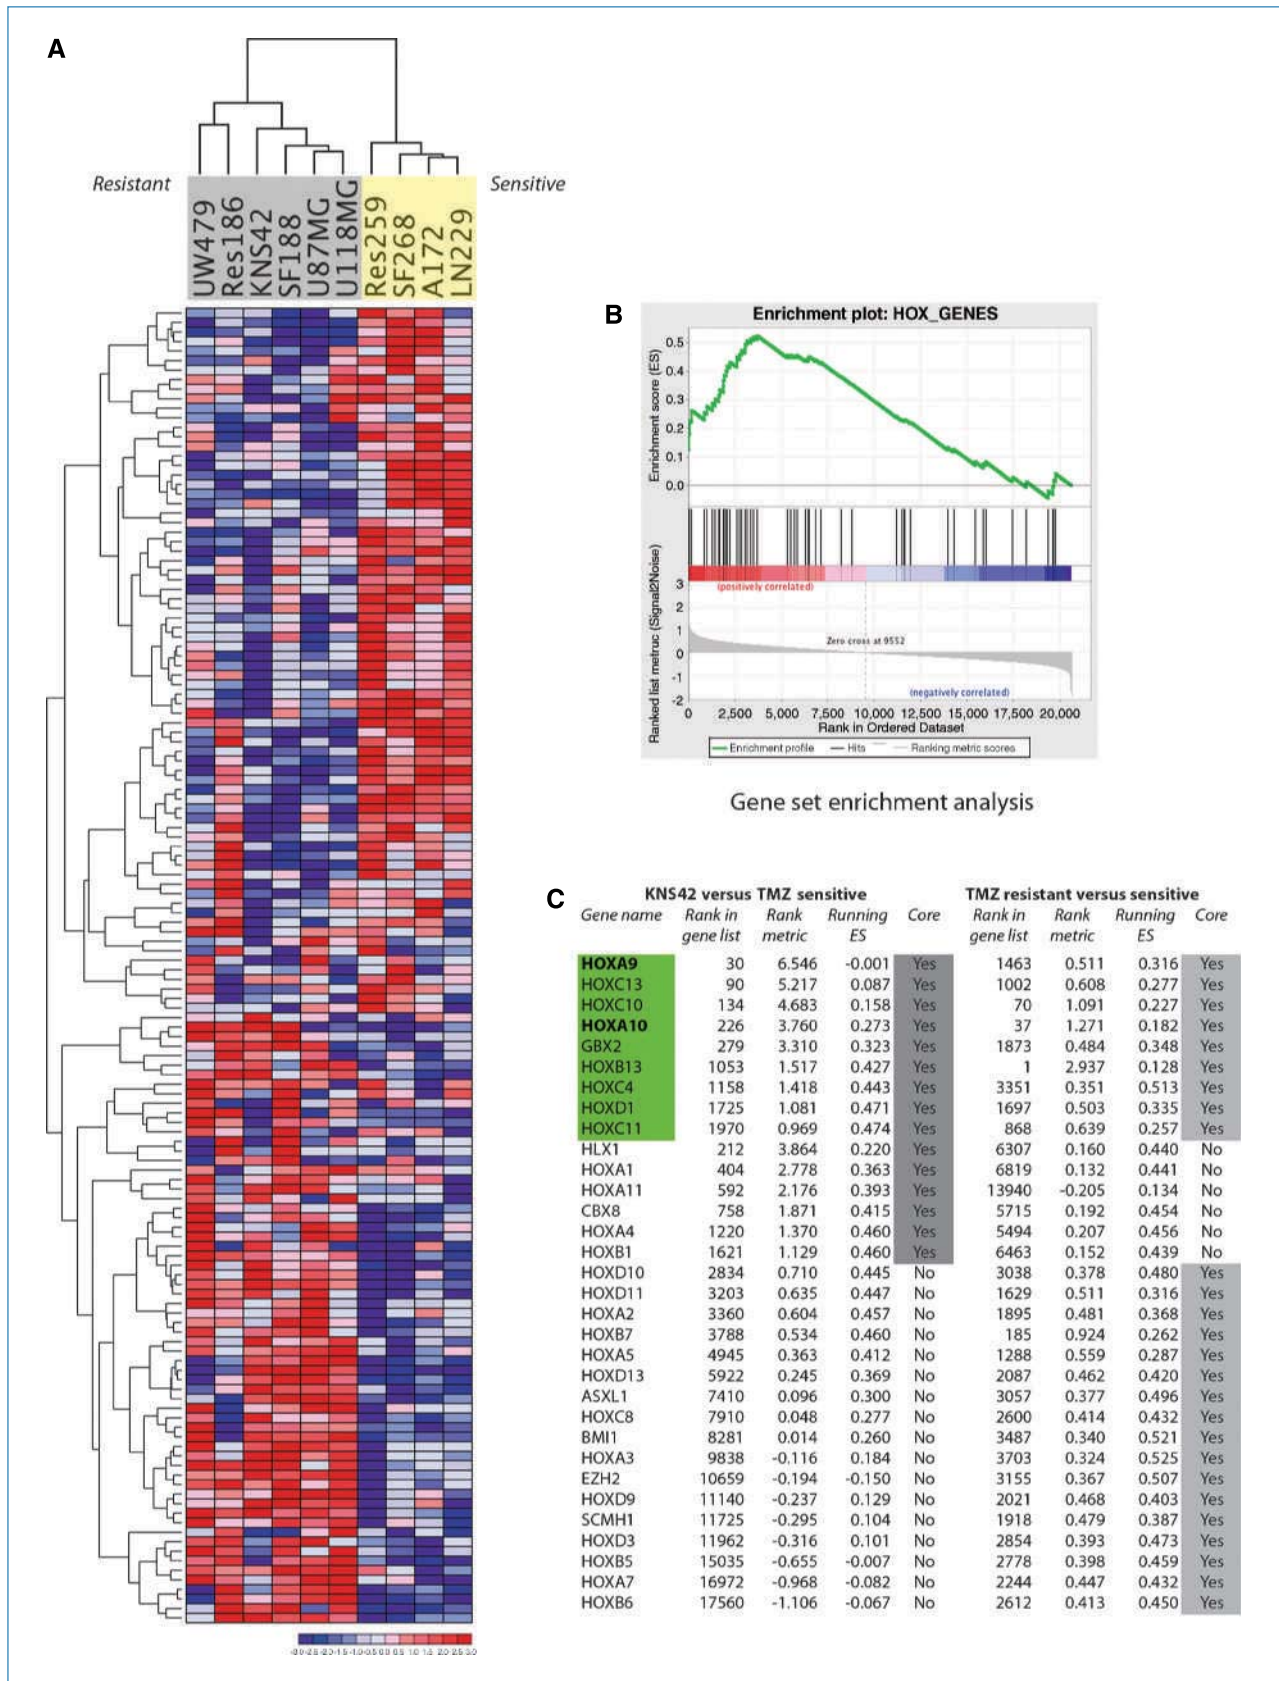 A
Resistant
Sensitive
UW479
Res186
KNS42
SF188
U87MG
U118MG
Res259
SF268
A172
LN229
-3.0 -2.5 -2.0 -1.5 -1.0 -0.5 0.0 0.5 1.0 1.5 2.0 2.5 3.0
B
Enrichment plot: HOX_GENES
Enrichment score (ES)
0.5
0.4
0.3
0.2
0.1
0.0
(positively correlated)
Ranked list metruc (Signal2Noise)
3
2
1
0
-1
-2
Zero cross at 9552
(negatively correlated)
0 2,500 5,000 7,500 10,000 12,500 15,000 17,500 20,000
Rank in Ordered Dataset
Enrichment profile Hits Ranking metric scores
Gene set enrichment analysis
C
KNS42 versus TMZ sensitive TMZ resistant versus sensitive
Gene name Rank in Rank Running Core Rank in Rank Running Core
gene list metric ES gene list metric ES
HOXA9 30 6.546 -0.001 Yes 1463 0.511 0.316 Yes
HOXC13 90 5.217 0.087 Yes 1002 0.608 0.277 Yes
HOXC10 134 4.683 0.158 Yes 70 1.091 0.227 Yes
HOXA10 226 3.760 0.273 Yes 37 1.271 0.182 Yes
GBX2 279 3.310 0.323 Yes 1873 0.484 0.348 Yes
HOXB13 1053 1.517 0.427 Yes 1 2.937 0.128 Yes
HOXC4 1158 1.418 0.443 Yes 3351 0.351 0.513 Yes
HOXD1 1725 1.081 0.471 Yes 1697 0.503 0.335 Yes
HOXC11 1970 0.969 0.474 Yes 868 0.639 0.257 Yes
HLX1 212 3.864 0.220 Yes 6307 0.160 0.440 No
HOXA1 404 2.778 0.363 Yes 6819 0.132 0.441 No
HOXA11 592 2.176 0.393 Yes 13940 -0.205 0.134 No
CBX8 758 1.871 0.415 Yes 5715 0.192 0.454 No
HOXA4 1220 1.370 0.460 Yes 5494 0.207 0.456 No
HOXB1 1621 1.129 0.460 Yes 6463 0.152 0.439 No
HOXD10 2834 0.710 0.445 No 3038 0.378 0.480 Yes
HOXD11 3203 0.635 0.447 No 1629 0.511 0.316 Yes
HOXA2 3360 0.604 0.457 No 1895 0.481 0.368 Yes
HOXB7 3788 0.534 0.460 No 185 0.924 0.262 Yes
HOXA5 4945 0.363 0.412 No 1288 0.559 0.287 Yes
HOXD13 5922 0.245 0.369 No 2087 0.462 0.420 Yes
ASXL1 7410 0.096 0.300 No 3057 0.377 0.496 Yes
HOXC8 7910 0.048 0.277 No 2600 0.414 0.432 Yes
BMI1 8281 0.014 0.260 No 3487 0.340 0.521 Yes
HOXA3 9838 -0.116 0.184 No 3703 0.324 0.525 Yes
EZH2 10659 -0.194 -0.150 No 3155 0.367 0.507 Yes
HOXD9 11140 -0.237 0.129 No 2021 0.468 0.403 Yes
SCMH1 11725 -0.295 0.104 No 1918 0.479 0.387 Yes
HOXD3 11962 -0.316 0.101 No 2854 0.393 0.473 Yes
HOXB5 15035 -0.655 -0.007 No 2778 0.398 0.459 Yes
HOXA7 16972 -0.968 -0.082 No 2244 0.447 0.432 Yes
HOXB6 17560 -1.106 -0.067 No 2612 0.413 0.450 Yes